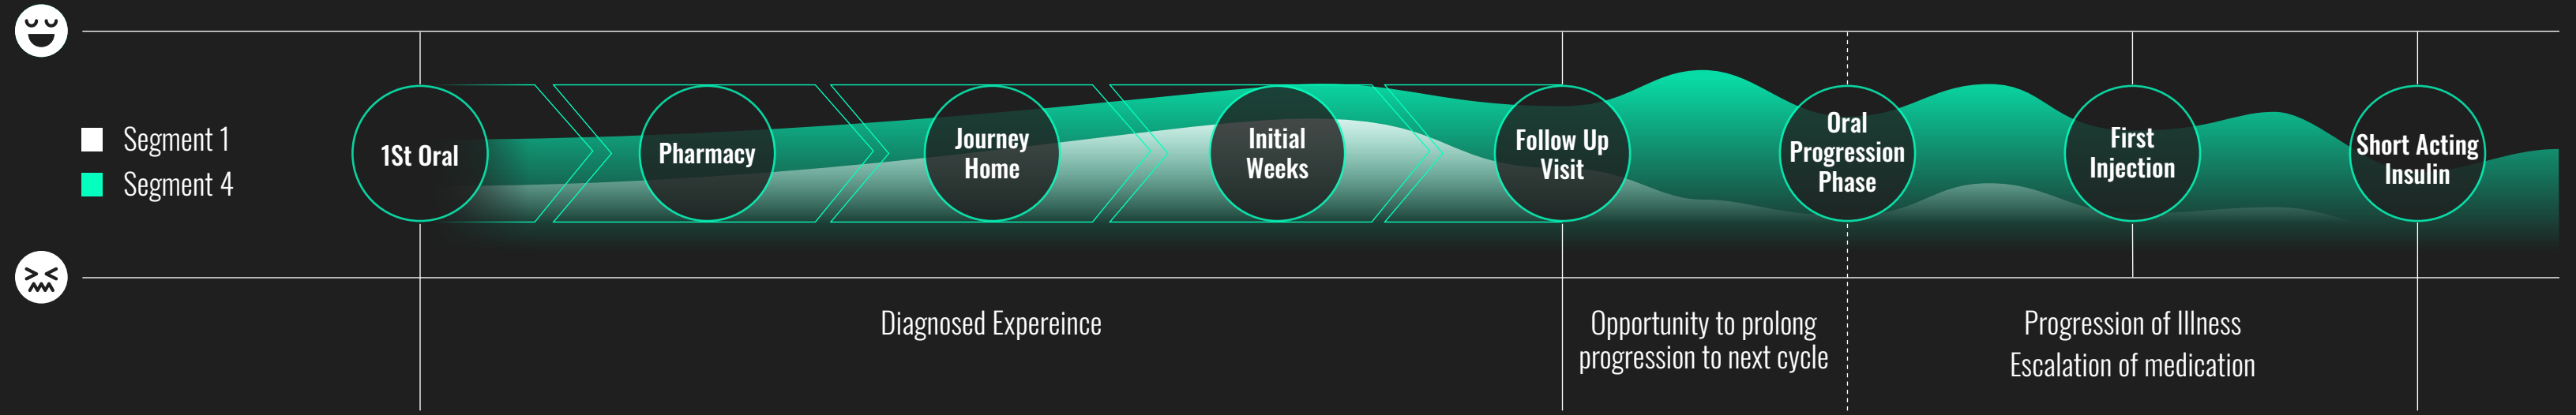 Segment 1
Segment 4
1St Oral
Pharmacy
Journey
Home
Initial
Weeks
Follow Up
Visit
Oral
Progression
Phase
First
Injection
Short Acting
Insulin
Diagnosed Expereince
Opportunity to prolong
progression to next cycle
Progression of Illness
Escalation of medication